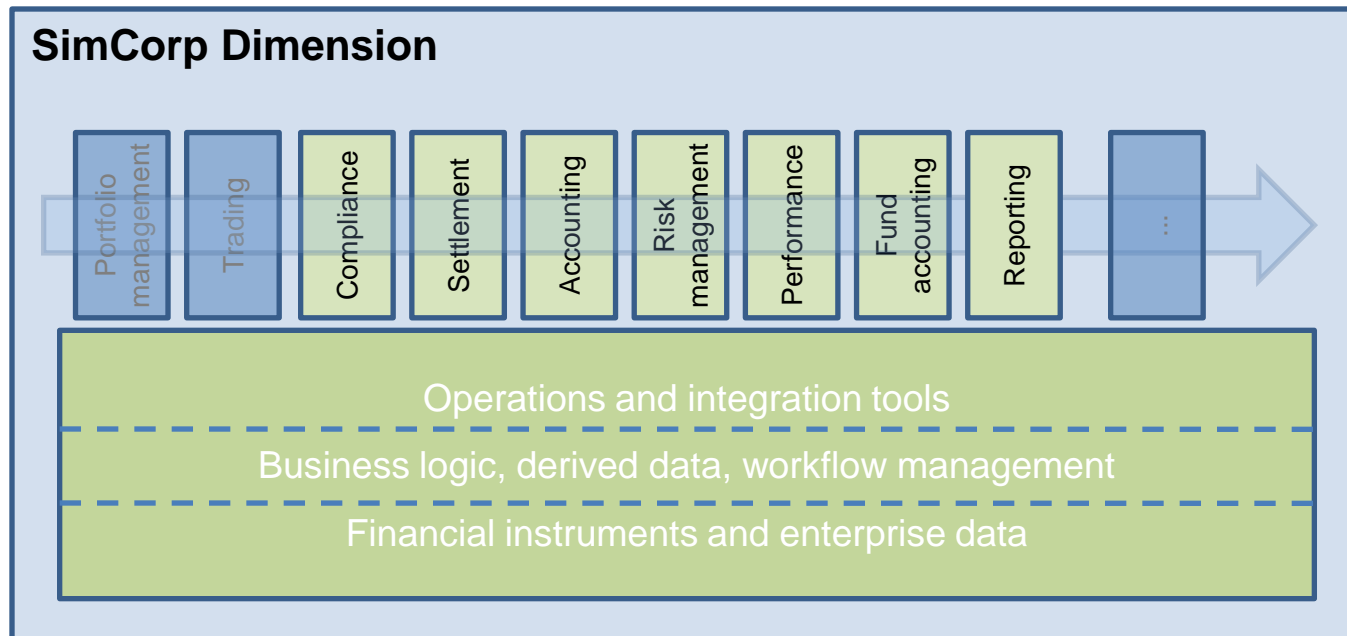 SimCorp Dimension
Portfolio
management
Trading
Compliance
Settlement
Accounting
Risk
management
Performance
Fund
accounting
Reporting
...
Operations and integration tools
Business logic, derived data, workflow management
Financial instruments and enterprise data